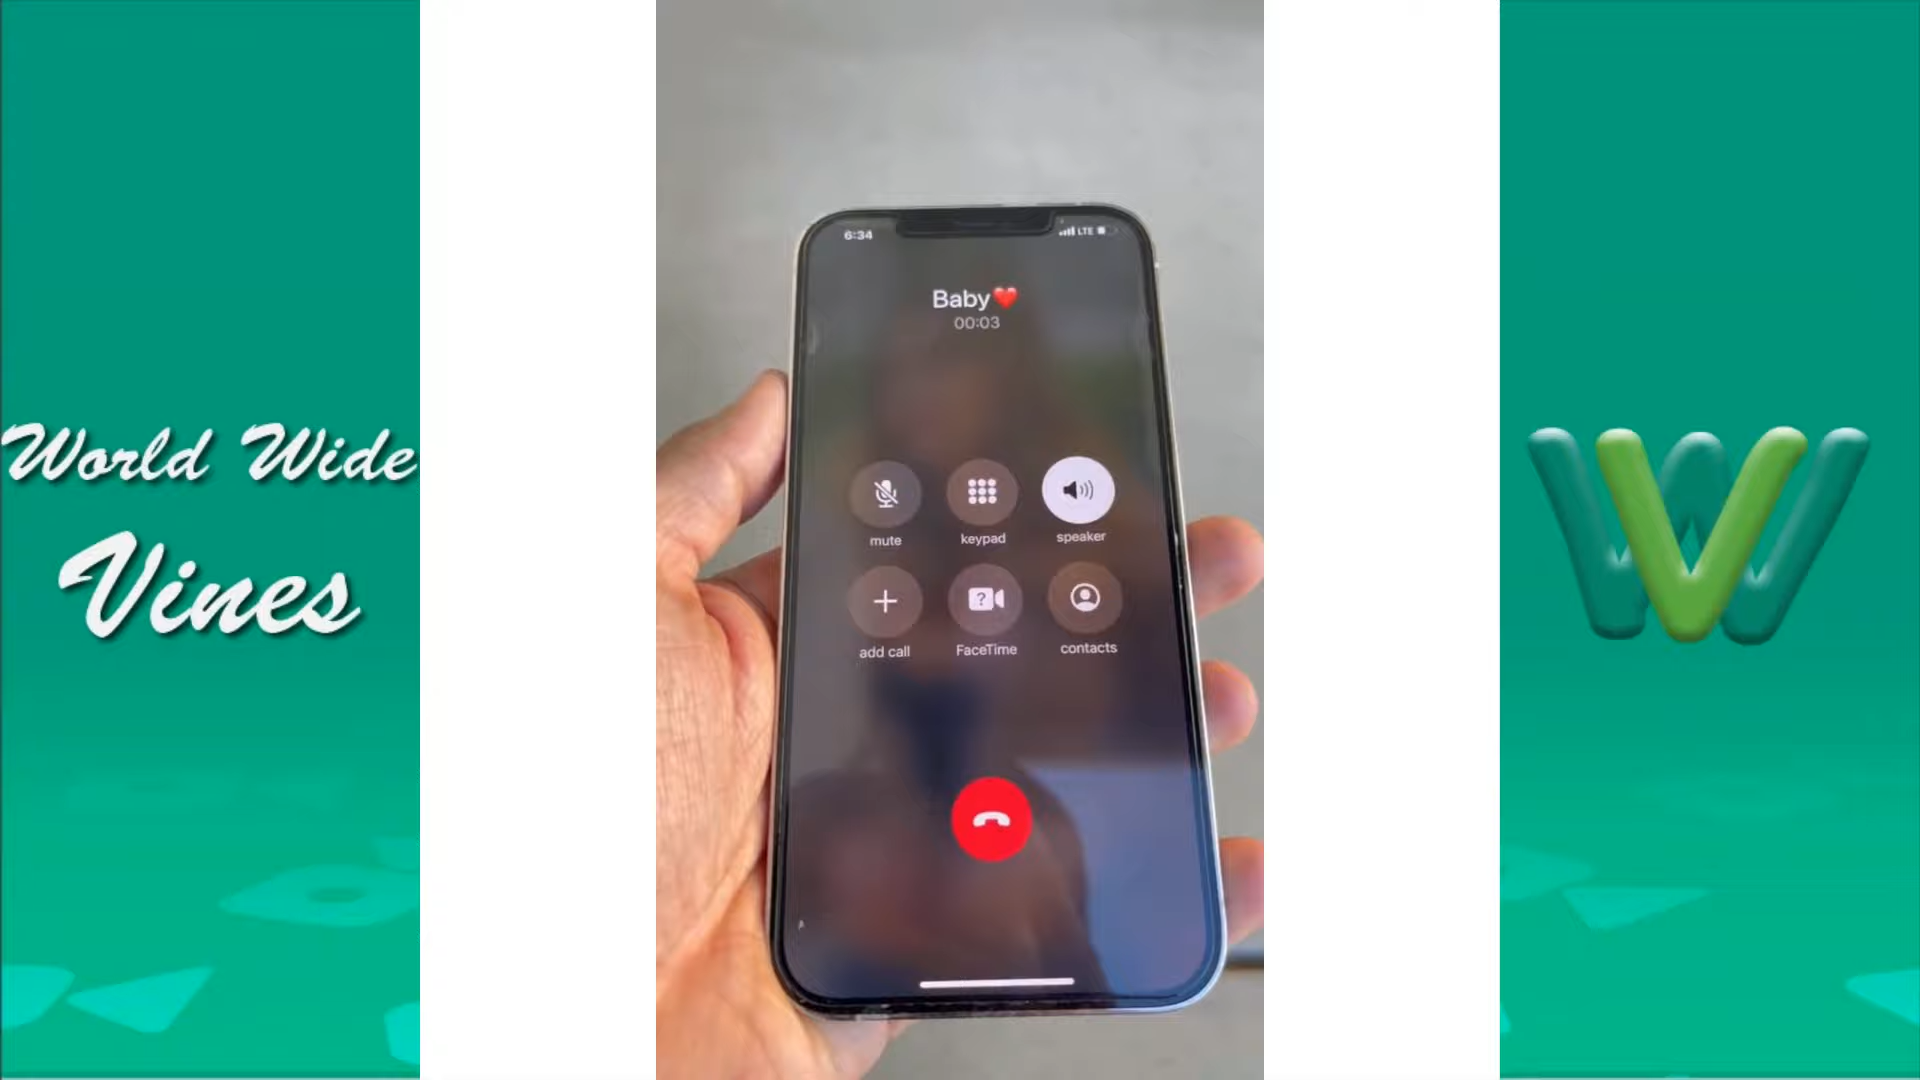 World Wide
Vines
6:34
LTE
Baby❤️
00:03
mute
keypad
speaker
add call
FaceTime
contacts